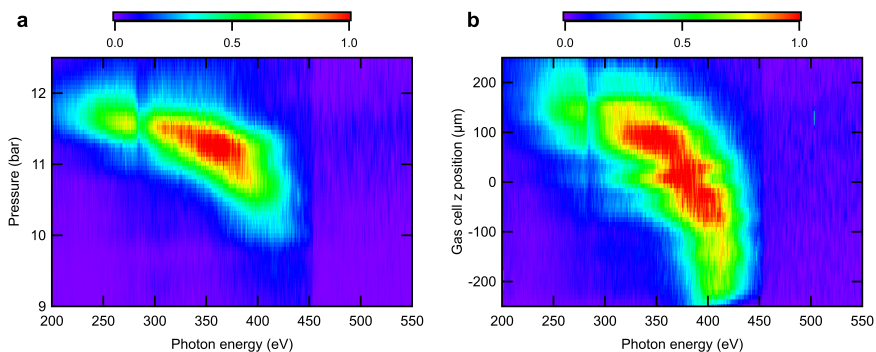 a
0.0 0.5 1.0
12
11
10
9
Pressure (bar)
200 250 300 350 400 450 500 550
Photon energy (eV)
b
0.0 0.5 1.0
200
100
0
-100
-200
Gas cell z position (μm)
200 250 300 350 400 450 500 550
Photon energy (eV)